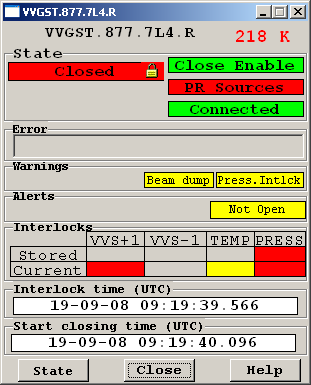 VVGST.877.7L4.R
VVGST.877.7L4.R 218 K
State
Closed
Close Enable
PR Sources
Connected
Error
Warnings
Beam dump Press.Intlck
Alerts
Not Open
Interlocks
VVS+1 VVS-1 TEMP PRESS
Stored
Current
Interlock time (UTC)
19-09-08 09:19:39.566
Start closing time (UTC)
19-09-08 09:19:40.096
State Close Help